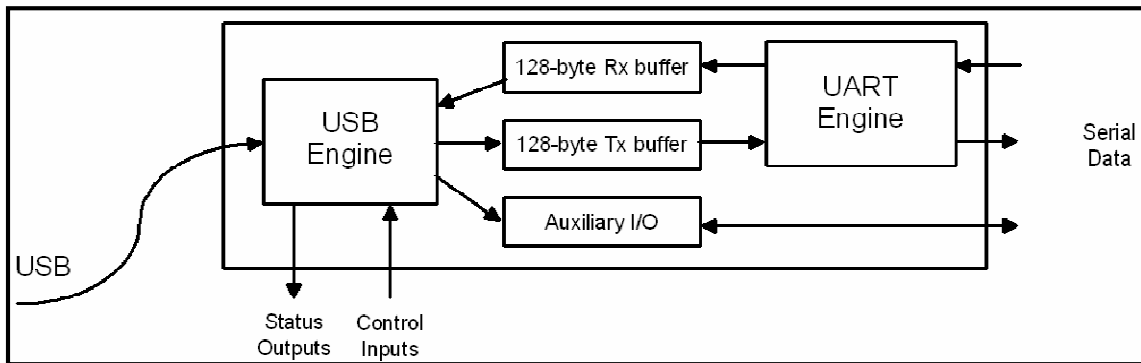 128-byte Rx buffer
USB
Engine
UART
Engine
128-byte Tx buffer
Serial
Data
Auxiliary I/O
USB
Status
Outputs
Control
Inputs